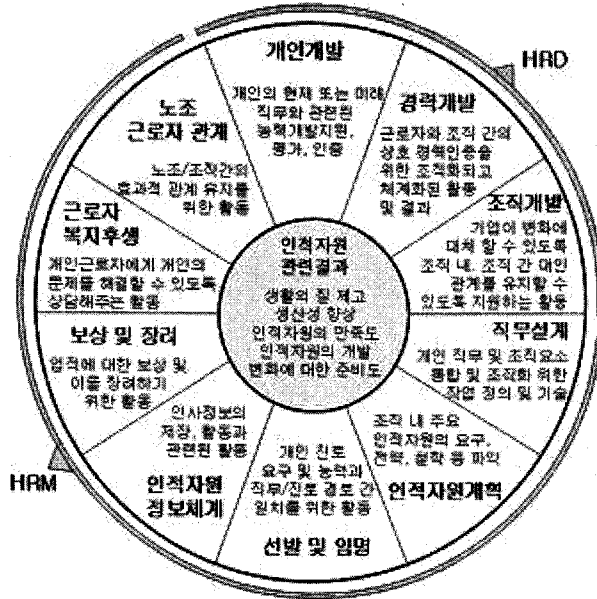 HRD
HRM
개인개발
개인의 현재 또는 미래
직무와 관련된
능력개발지원,
평가, 인증
경력개발
근로자와 조직 간의
상호 경력인증을
위한 조직화되고
체계화된 활동
및 결과
조직개발
기업이 변화에
대체 할 수 있도록
조직 내, 조직 간 대인
관계를 유지할 수
있도록 지원하는 활동
직무설계
개인 직무 및 조직요소
통합 및 조직화 위한
작업 정의 및 기술
조직 내 주요
인적자원의 요구,
전략, 철학 등 파악
인적자원계획
개인 진로
요구 및 능력과
직무/진로 경로 간
일치를 위한 활동
선발 및 임명
인사정보의
저장, 활동과
관련된 활동
인적자원
정보체계
보상 및 장려
업적에 대한 보상 및
이를 장려하기
위한 활동
근로자
복지후생
개인근로자에게 개인의
문제를 해결할 수 있도록
상담해주는 활동
노조
근로자 관계
노조/조직간의
효과적 관계 유지를
위한 활동
인적자원
관련결과
생활의 질 제고
생산성 향상
인적자원의 만족도
인적자원의 개발
변화에 대한 준비도